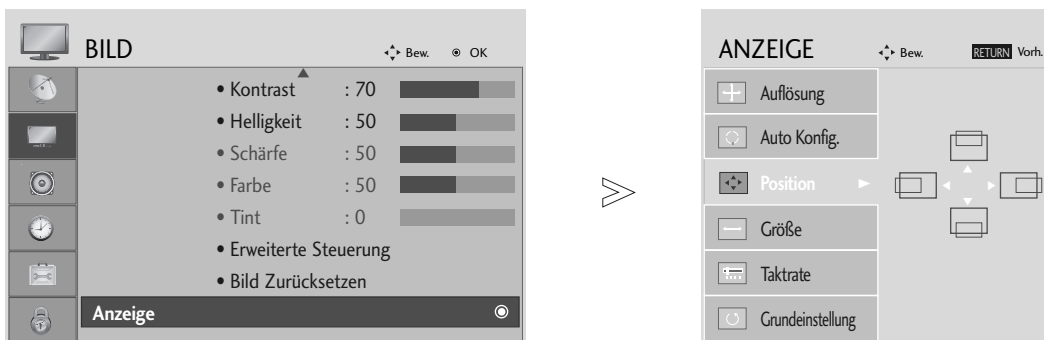 BILD
Bew. ◉ OK
• Kontrast : 70
• Helligkeit : 50
• Schärfe : 50
• Farbe : 50
• Tint : 0
• Erweiterte Steuerung
• Bild Zurücksetzen
Anzeige ◉
ANZEIGE
Bew. RETURN Vorh.
Auflösung
Auto Konfig.
Position
Größe
Taktrate
Grundeinstellung